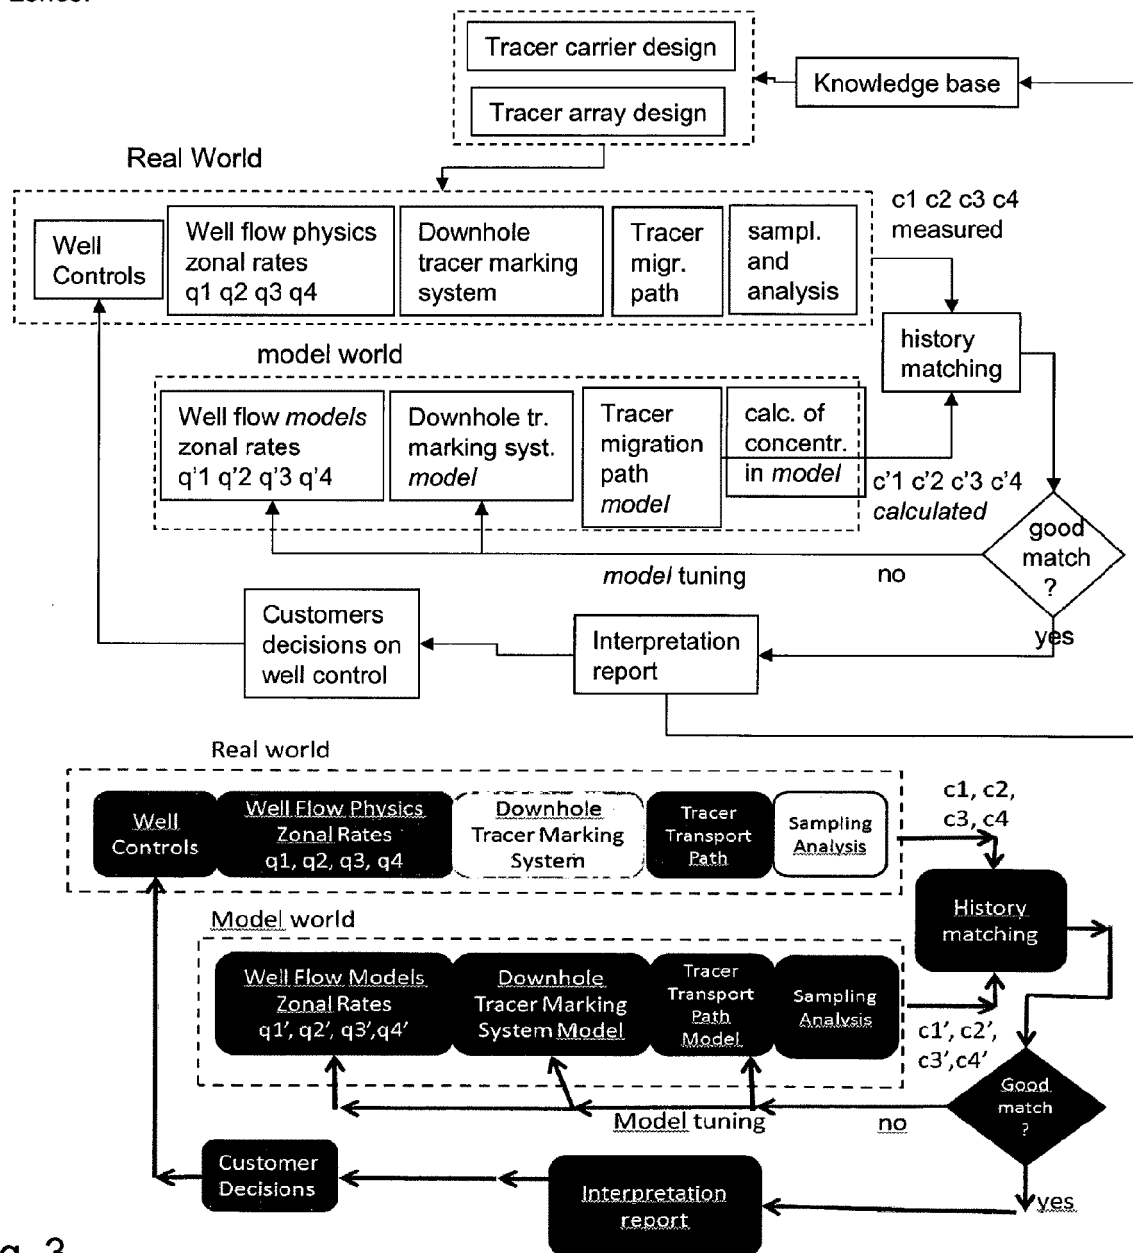 Tracer carrier design
Knowledge base
Tracer array design
Real World
Well
Controls
Well flow physics
zonal rates
q1 q2 q3 q4
Downhole
tracer marking
system
Tracer
migr.
path
sampl.
and
analysis
c1 c2 c3 c4
measured
history
matching
model world
Well flow models
zonal rates
q'1 q'2 q'3 q'4
Downhole tr.
marking syst.
model
Tracer
migration
path
model
calc. of
concentr.
in model
c'1 c'2 c'3 c'4
calculated
good
match
?
model tuning
no
yes
Customers
decisions on
well control
Interpretation
report
Real world
Well
Controls
Well Flow Physics
Zonal Rates
q1, q2, q3, q4
Downhole
Tracer Marking
System
Tracer
Transport
Path
Sampling
Analysis
c1, c2,
c3, c4
History
matching
Model world
Well Flow Models
Zonal Rates
q1', q2', q3',q4'
Downhole
Tracer Marking
System Model
Tracer
Transport
Path
Model
Sampling
Analysis
c1', c2',
c3',c4'
Good
match
?
Model tuning
no
yes
Customer
Decisions
Interpretation
report